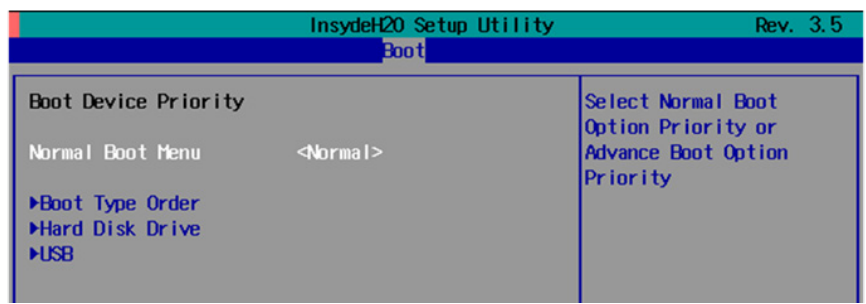 InsydeH20 Setup Utility Rev. 3.5
Boot
Boot Device Priority
Normal Boot Menu <Normal>
▶Boot Type Order
▶Hard Disk Drive
▶USB
Select Normal Boot
Option Priority or
Advance Boot Option
Priority